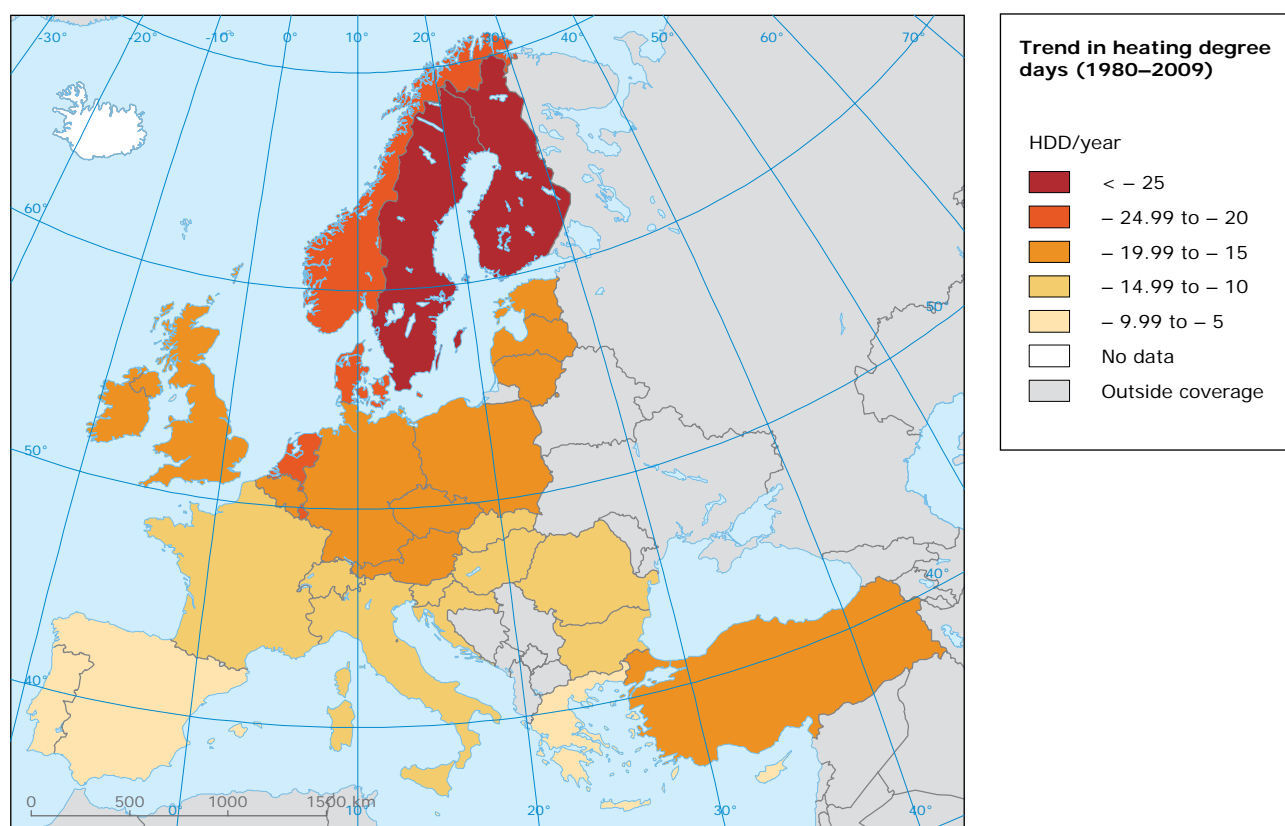 -30° -20° -10° 0° 10° 20° 30° 40° 50° 60° 70°
60°
50°
50°
40°
40°
0 500 1000 1500 km
0° 10° 20° 30° 40°
Trend in heating degree
days (1980–2009)
HDD/year
< – 25
– 24.99 to – 20
– 19.99 to – 15
– 14.99 to – 10
– 9.99 to – 5
No data
Outside coverage